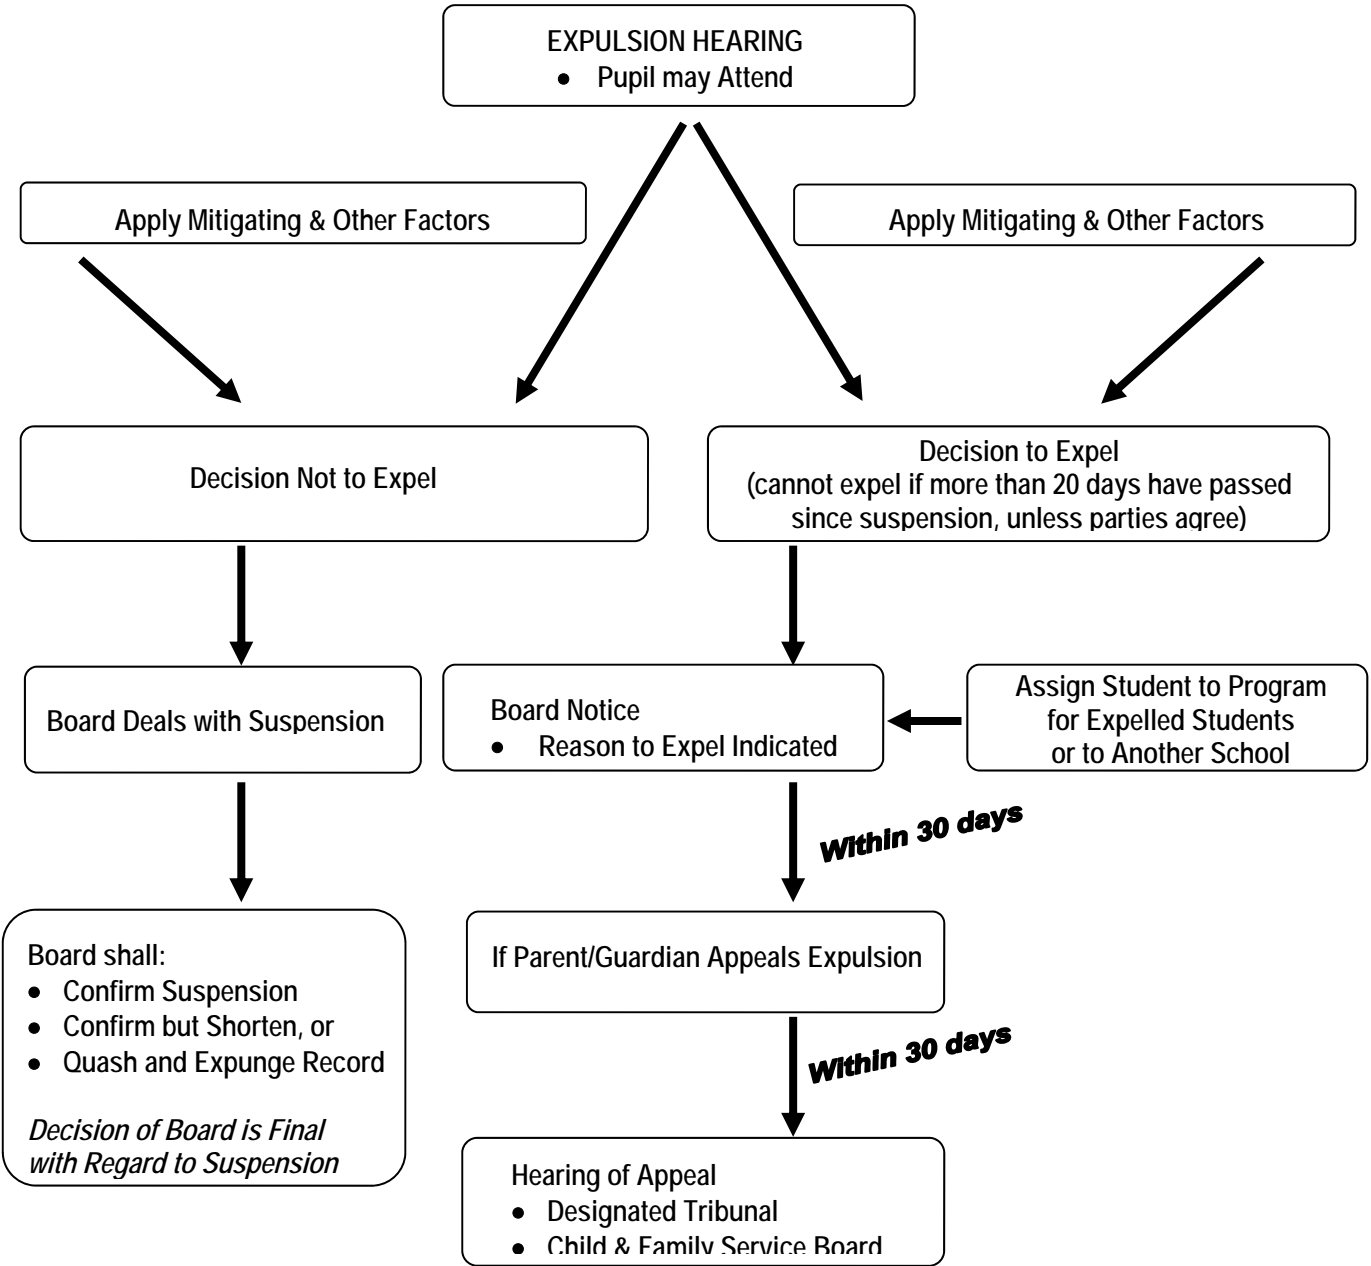 EXPULSION HEARING
• Pupil may Attend
Apply Mitigating & Other Factors
Apply Mitigating & Other Factors
Decision Not to Expel
Decision to Expel
(cannot expel if more than 20 days have passed
since suspension, unless parties agree)
Board Deals with Suspension
Board Notice
• Reason to Expel Indicated
Assign Student to Program
for Expelled Students
or to Another School
Within 30 days
Board shall:
• Confirm Suspension
• Confirm but Shorten, or
• Quash and Expunge Record
Decision of Board is Final
with Regard to Suspension
If Parent/Guardian Appeals Expulsion
Within 30 days
Hearing of Appeal
• Designated Tribunal
• Child & Family Service Board